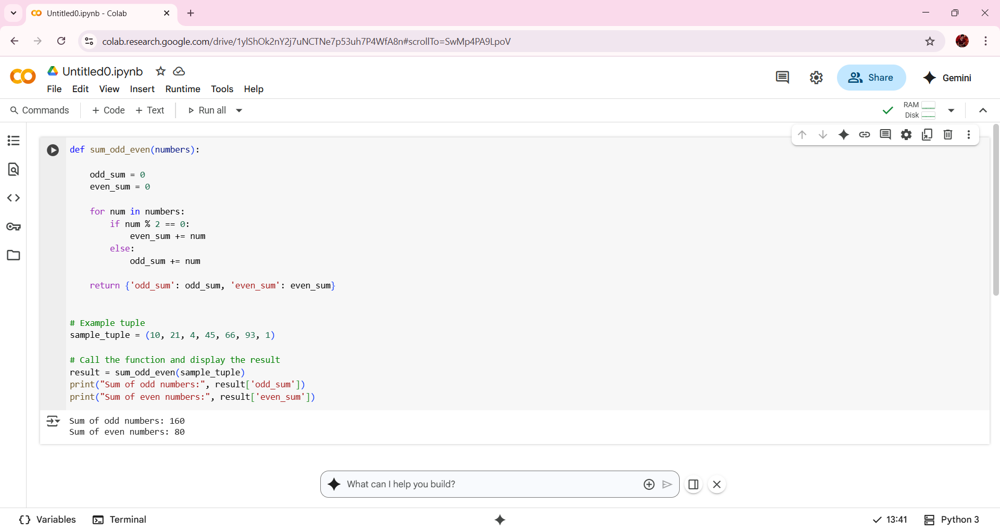 Untitled0.ipynb - Colab
colab.research.google.com/drive/1ylShOk2nY2j7uNCTNe7p53uh7P4WfA8n#scrollTo=SwMp4PA9LpoV
Untitled0.ipynb
File Edit View Insert Runtime Tools Help
Share
Gemini
Commands + Code + Text Run all
RAM
Disk
def sum_odd_even(numbers):
    odd_sum = 0
    even_sum = 0
    for num in numbers:
        if num % 2 == 0:
            even_sum += num
        else:
            odd_sum += num
    return {'odd_sum': odd_sum, 'even_sum': even_sum}
# Example tuple
sample_tuple = (10, 21, 4, 45, 66, 93, 1)
# Call the function and display the result
result = sum_odd_even(sample_tuple)
print("Sum of odd numbers:", result['odd_sum'])
print("Sum of even numbers:", result['even_sum'])
Sum of odd numbers: 160
Sum of even numbers: 80
What can I help you build?
Variables Terminal
13:41 Python 3